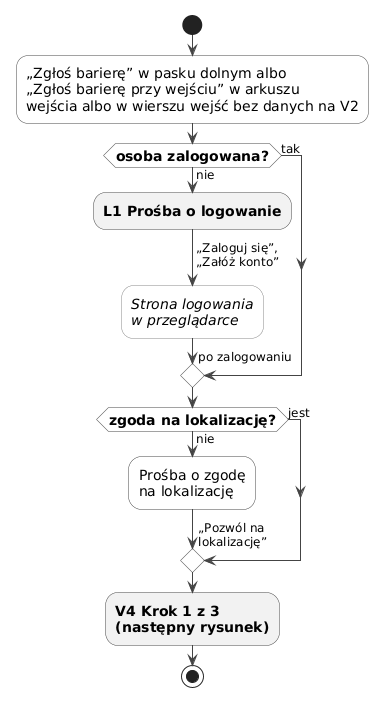 „Zgłoś barierę” w pasku dolnym albo
„Zgłoś barierę przy wejściu” w arkuszu
wejścia albo w wierszu wejść bez danych na V2
osoba zalogowana?
tak
nie
L1 Prośba o logowanie
„Zaloguj się”,
„Załóż konto”
Strona logowania
w przeglądarce
po zalogowaniu
zgoda na lokalizację?
jest
nie
Prośba o zgodę
na lokalizację
„Pozwól na
lokalizację”
V4 Krok 1 z 3
(następny rysunek)